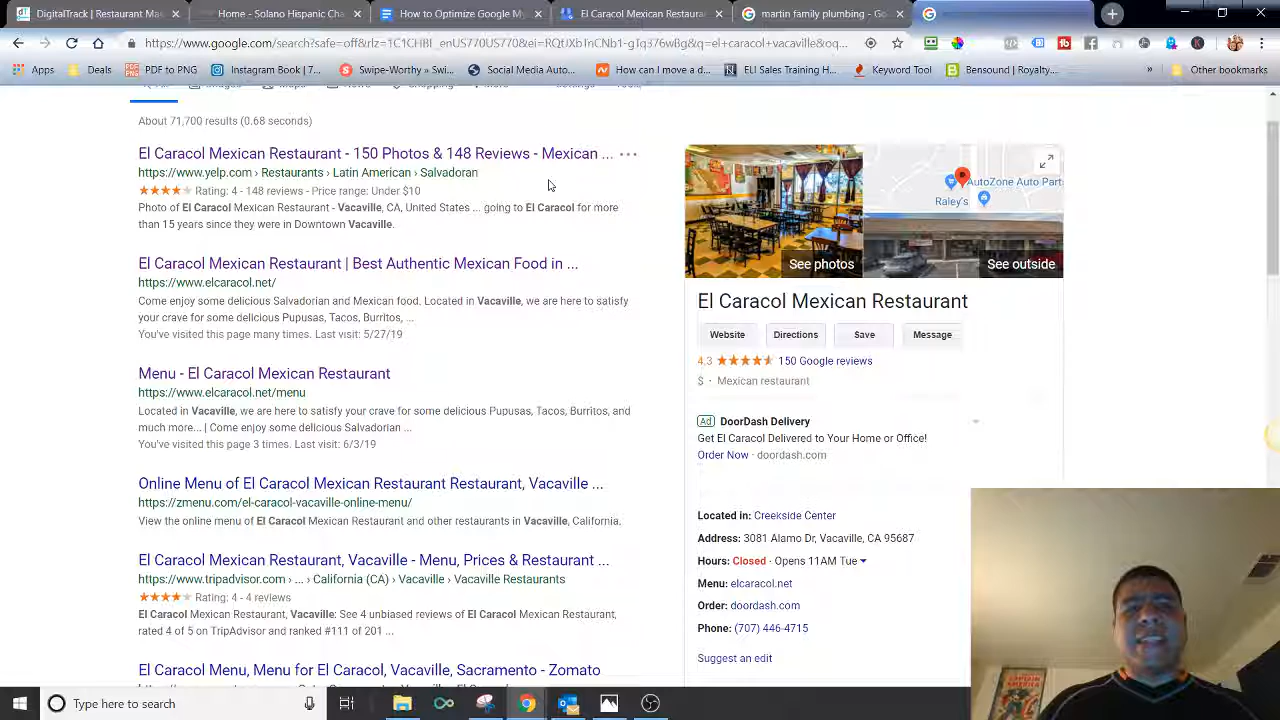 DigitalTrack | Restaurant Ma
Home - Solano Hispanic Cha
How to Optimize Google My
El Caracol Mexican Restaurant
martin family plumbing - Go
Apps
Deals
PDF to PNG
Instagram Book | 7...
Swipe-Worthy » Sw...
Social Media Auto...
How can I move a d...
ELI Sales Training H...
Keyword Tool
Bensound | Royalty...
»
Other bookmarks
About 71,700 results (0.68 seconds)
El Caracol Mexican Restaurant - 150 Photos & 148 Reviews - Mexican ...
https://www.yelp.com › Restaurants › Latin American › Salvadoran
Rating: 4 - 148 reviews - Price range: Under $10
Photo of El Caracol Mexican Restaurant - Vacaville, CA, United States ... going to El Caracol for more
than 15 years since they were in Downtown Vacaville.
El Caracol Mexican Restaurant | Best Authentic Mexican Food in ...
https://www.elcaracol.net/
Come enjoy some delicious Salvadorian and Mexican food. Located in Vacaville, we are here to satisfy
your crave for some delicious Pupusas, Tacos, Burritos, ...
You've visited this page many times. Last visit: 5/27/19
Menu - El Caracol Mexican Restaurant
https://www.elcaracol.net/menu
Located in Vacaville, we are here to satisfy your crave for some delicious Pupusas, Tacos, Burritos, and
much more... | Come enjoy some delicious Salvadorian ...
You've visited this page 3 times. Last visit: 6/3/19
Online Menu of El Caracol Mexican Restaurant Restaurant, Vacaville ...
https://zmenu.com/el-caracol-vacaville-online-menu/
View the online menu of El Caracol Mexican Restaurant and other restaurants in Vacaville, California.
El Caracol Mexican Restaurant, Vacaville - Menu, Prices & Restaurant ...
https://www.tripadvisor.com › ... › California (CA) › Vacaville › Vacaville Restaurants
Rating: 4 - 4 reviews
El Caracol Mexican Restaurant, Vacaville: See 4 unbiased reviews of El Caracol Mexican Restaurant,
rated 4 of 5 on TripAdvisor and ranked #111 of 201 ...
El Caracol Menu, Menu for El Caracol, Vacaville, Sacramento - Zomato
AutoZone Auto Part
Raley's
See photos
See outside
El Caracol Mexican Restaurant
Website
Directions
Save
Message
4.3
150 Google reviews
$ · Mexican restaurant
Ad DoorDash Delivery
Get El Caracol Delivered to Your Home or Office!
Order Now · doordash.com
Located in: Creekside Center
Address: 3081 Alamo Dr, Vacaville, CA 95687
Hours: Closed · Opens 11AM Tue
Menu: elcaracol.net
Order: doordash.com
Phone: (707) 446-4715
Suggest an edit
Type here to search